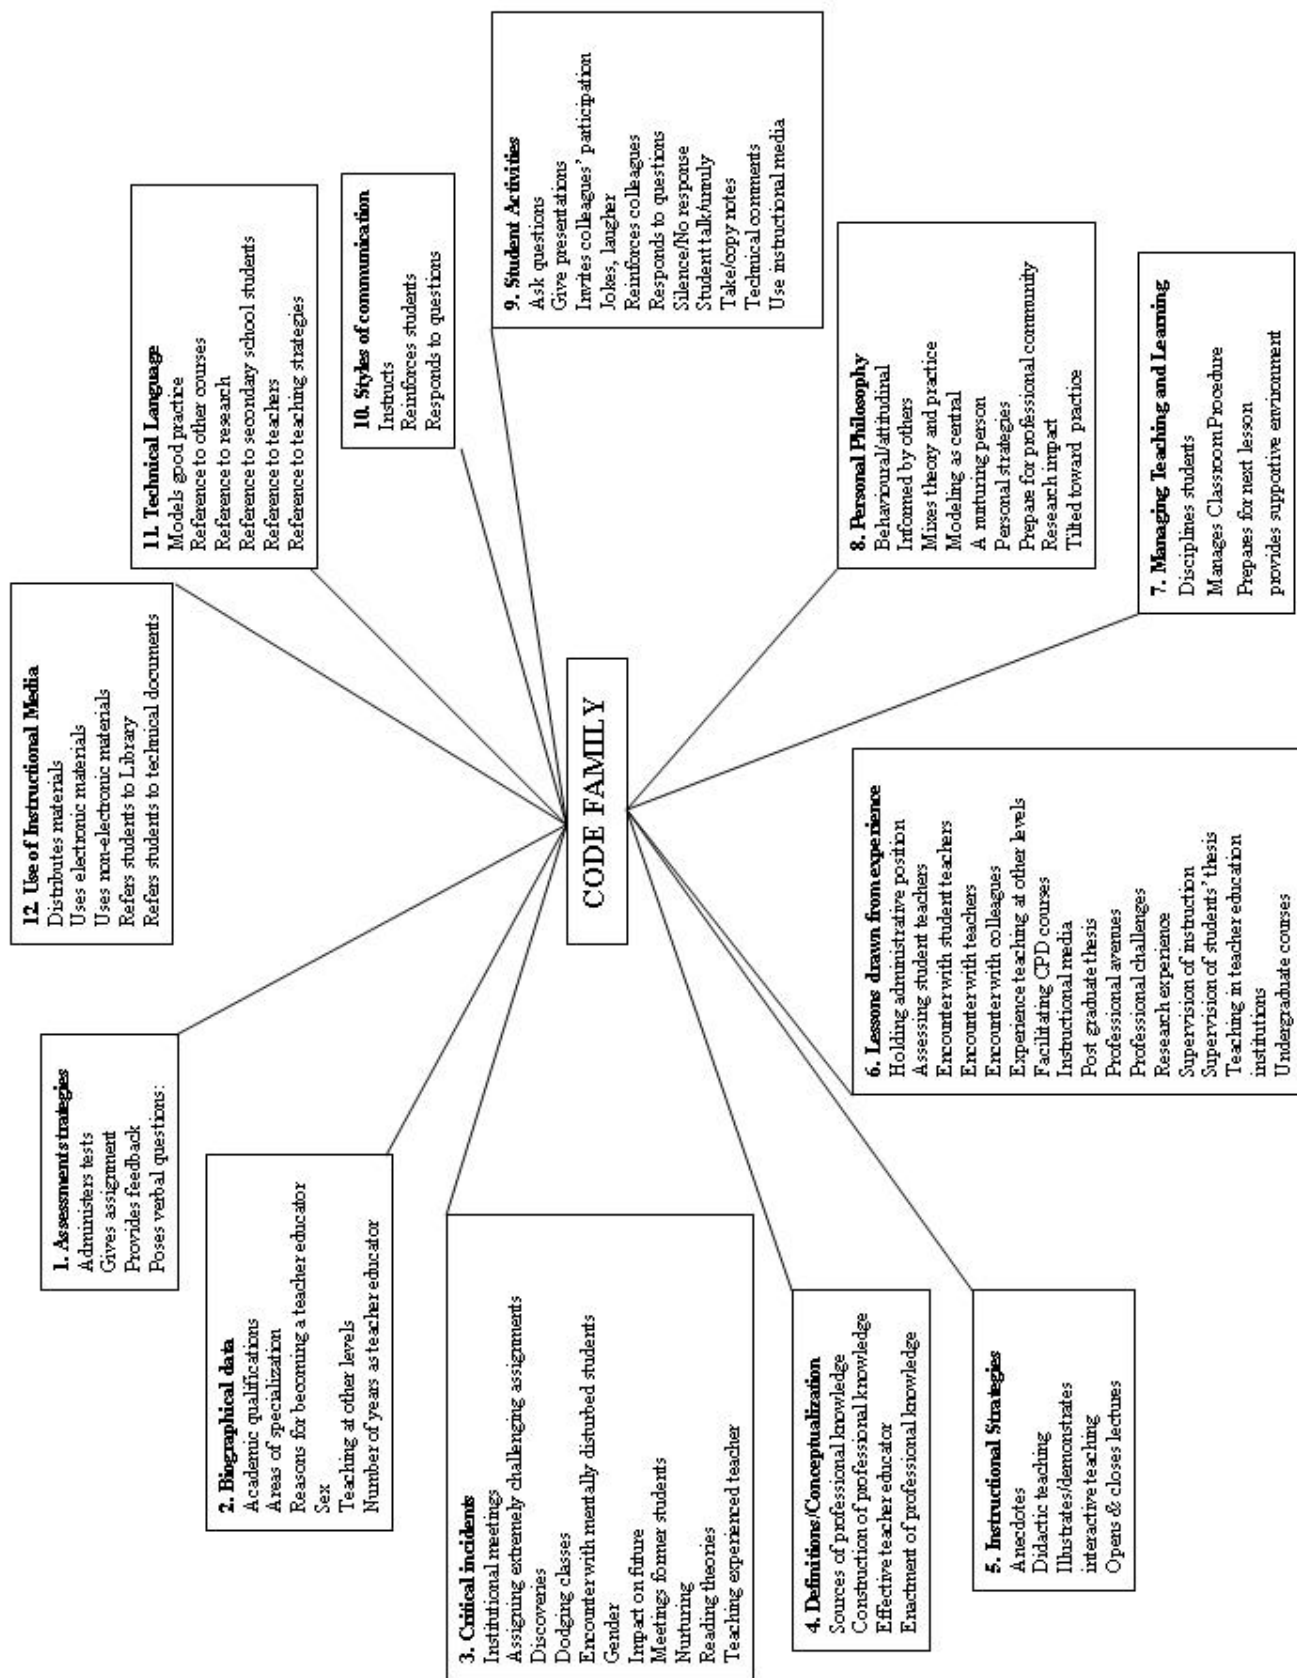 CODE FAMILY
1. Assessment strategies
Administers tests
Gives assignment
Provides feedback
Poses verbal questions:
2. Biographical data
Academic qualifications
Areas of specialization
Reasons for becoming a teacher educator
Sex
Teaching at other levels
Number of years as teacher educator
3. Critical incidents
Institutional meetings
Assigning extremely challenging assignments
Discoveries
Dodging classes
Encounter with mentally disturbed students
Gender
Impact on future
Meetings former students
Nurturing
Reading theories
Teaching experienced teacher
4. Definitions/Conceptualization
Sources of professional knowledge
Construction of professional knowledge
Effective teacher educator
Enactment of professional knowledge
5. Instructional Strategies
Anecdotes
Didactic teaching
Illustrates/demonstrates
interactive teaching
Opens & closes lectures
6. Lessons drawn from experience
Holding administrative position
Assessing student teachers
Encounter with student teachers
Encounter with teachers
Encounter with colleagues
Experience teaching at other levels
Facilitating CPD courses
Instructional media
Post graduate thesis
Professional avenues
Professional challenges
Research experience
Supervision of instruction
Supervision of students' thesis
Teaching in teacher education
institutions
Undergraduate courses
7. Managing Teaching and Learning
Disciplines students
Manages Classroom Procedure
Prepares for next lesson
provides supportive environment
8. Personal Philosophy
Behavioural/attitudinal
Informed by others
Mixes theory and practice
Modeling as central
A nurturing person
Personal strategies
Prepare for professional community
Research impact
Tilted toward practice
9. Student Activities
Ask questions
Give presentations
Invites colleagues' participation
Jokes, laugher
Reinforces colleagues
Responds to questions
Silence/No response
Student talk/unruly
Take/copy notes
Technical comments
Use instructional media
10. Styles of communication
Instructs
Reinforces students
Responds to questions
11. Technical Language
Models good practice
Reference to other courses
Reference to research
Reference to secondary school students
Reference to teachers
Reference to teaching strategies
12. Use of Instructional Media
Distributes materials
Uses electronic materials
Uses non-electronic materials
Refers students to Library
Refers students to technical documents